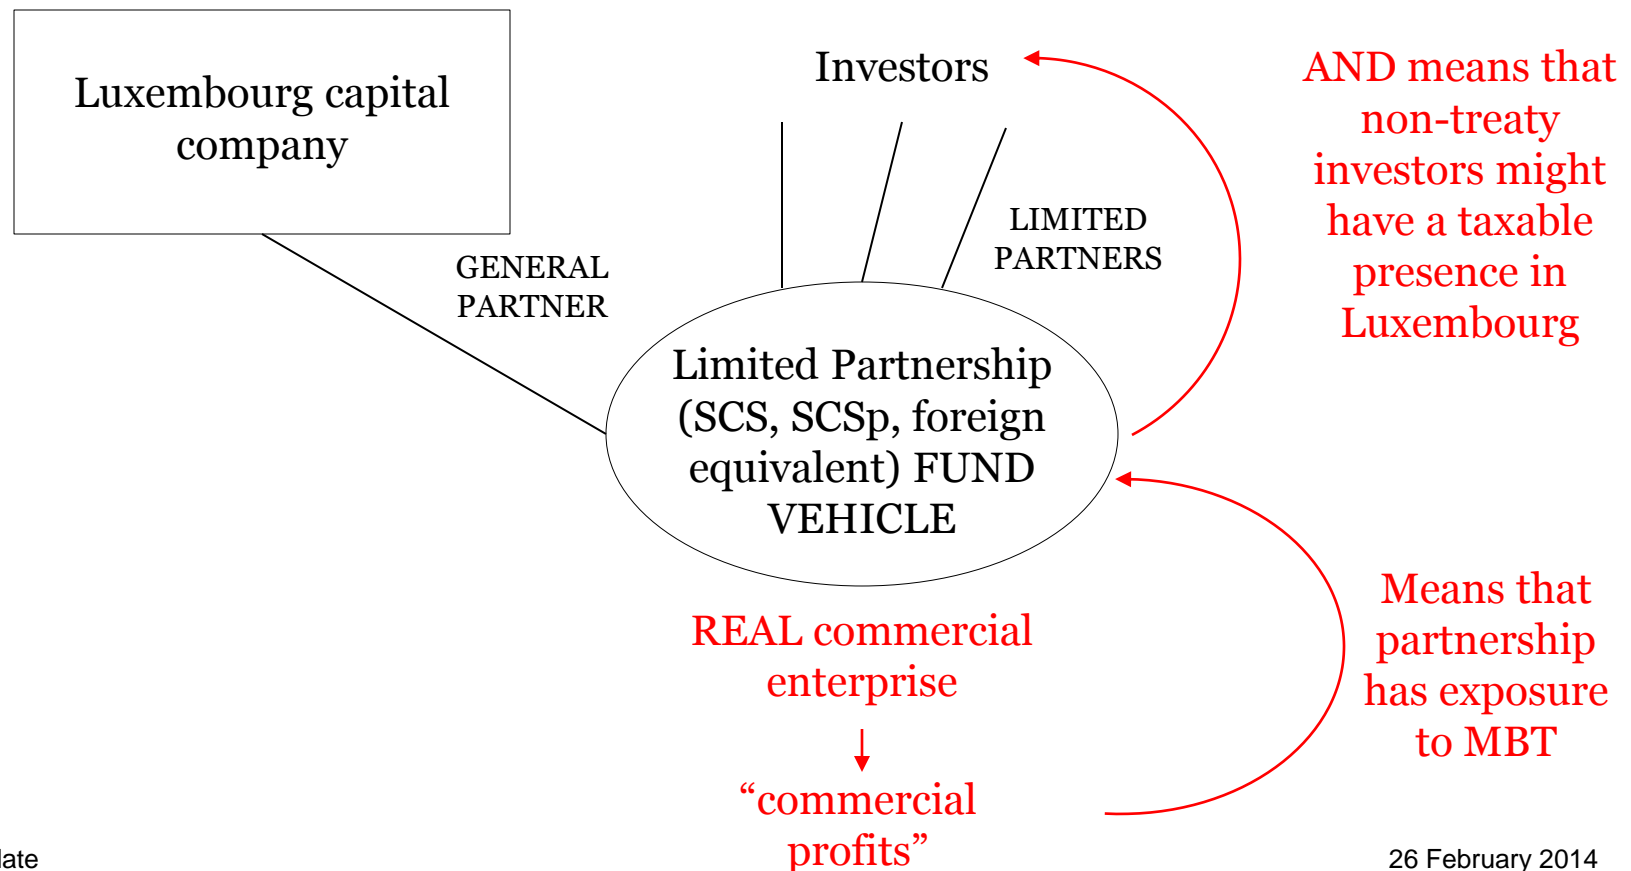 Luxembourg capital
company
Investors
AND means that
non-treaty
investors might
have a taxable
presence in
Luxembourg
GENERAL
PARTNER
LIMITED
PARTNERS
Limited Partnership
(SCS, SCSp, foreign
equivalent) FUND
VEHICLE
REAL commercial
enterprise
“commercial
profits”
Means that
partnership
has exposure
to MBT
26 February 2014